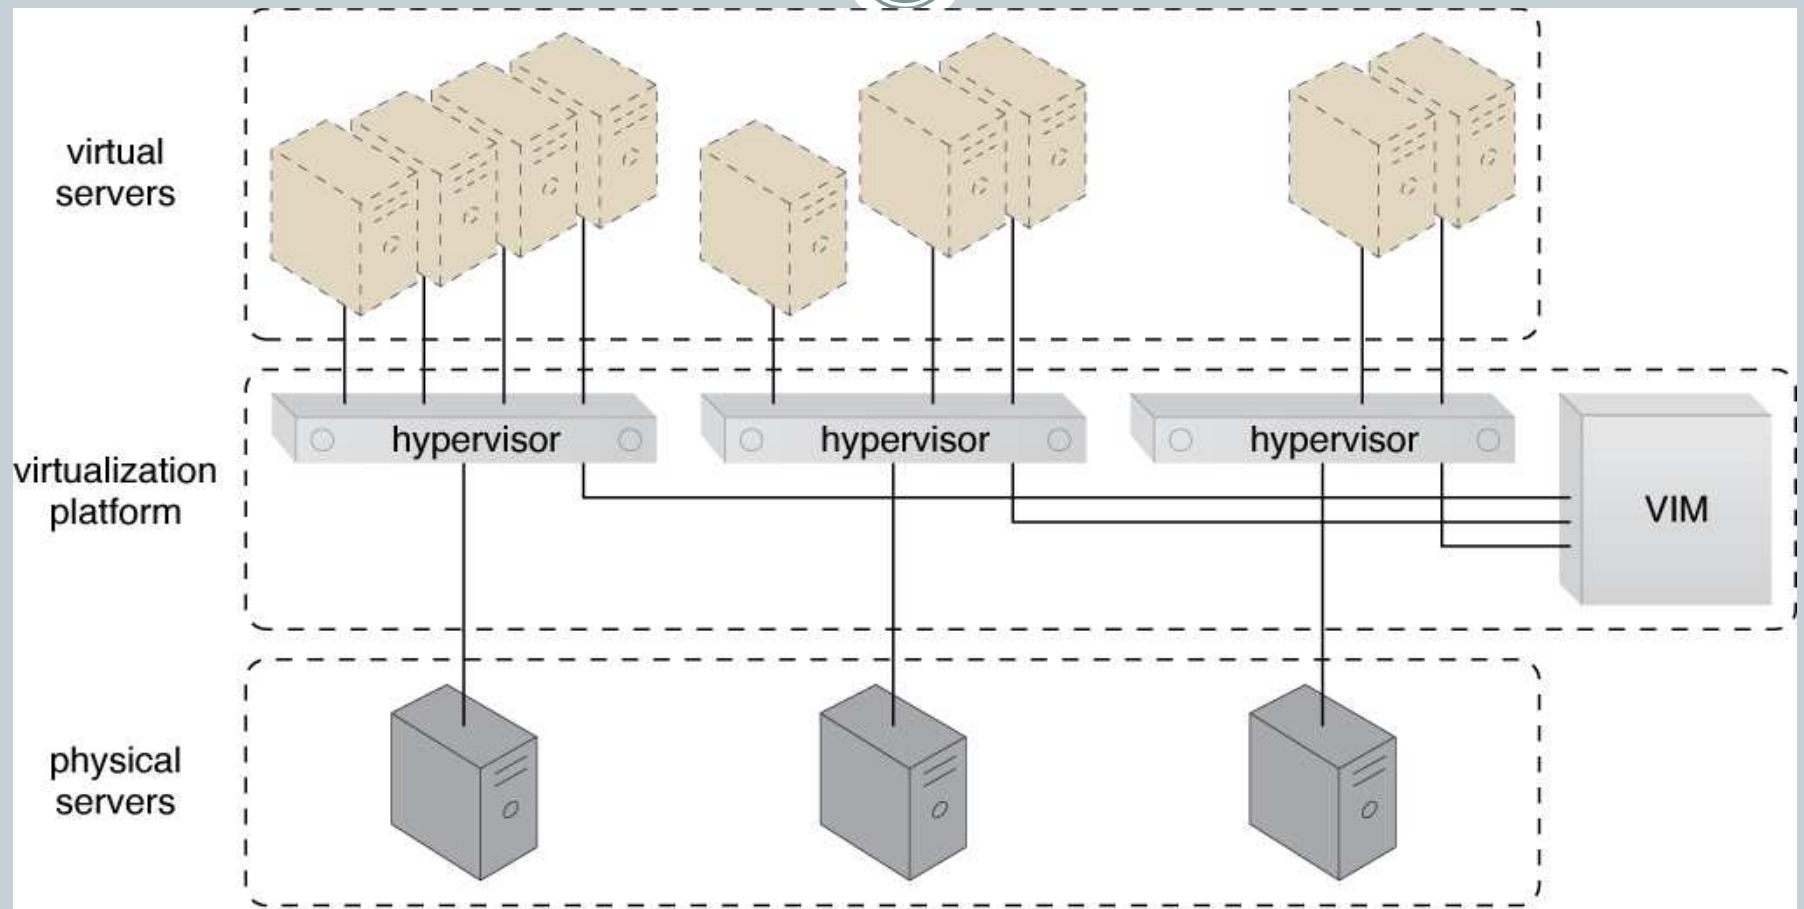 virtual
servers
hypervisor
hypervisor
hypervisor
virtualization
platform
VIM
physical
servers